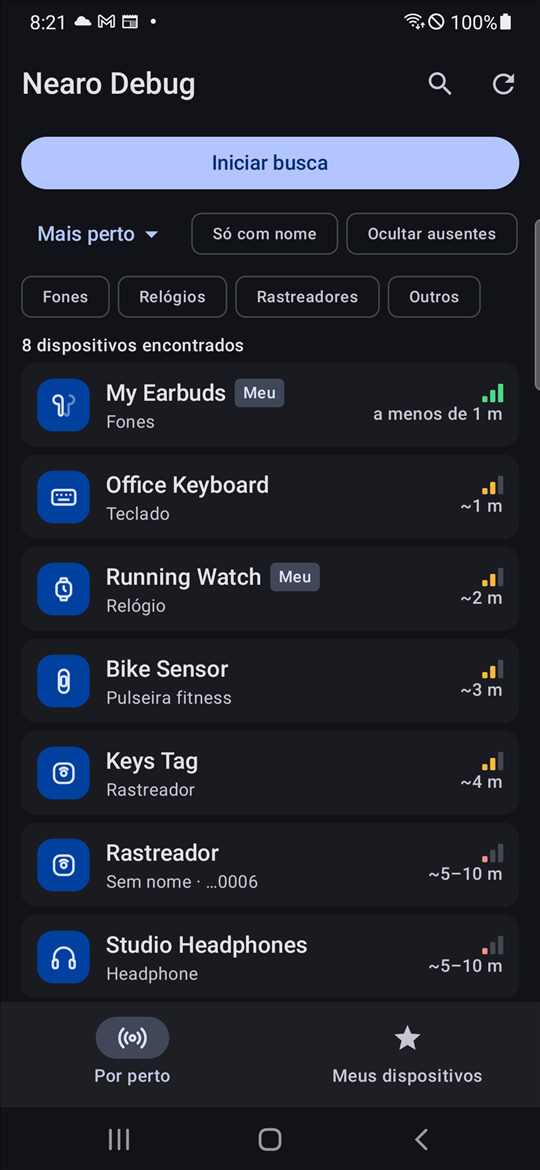 8:21 100%
Nearo Debug
Iniciar busca
Mais perto Só com nome Ocultar ausentes
Fones Relógios Rastreadores Outros
8 dispositivos encontrados
My Earbuds Meu
Fones a menos de 1 m
Office Keyboard
Teclado ~1 m
Running Watch Meu
Relógio ~2 m
Bike Sensor
Pulseira fitness ~3 m
Keys Tag
Rastreador ~4 m
Rastreador
Sem nome · …0006 ~5–10 m
Studio Headphones
Headphone ~5–10 m
Por perto Meus dispositivos